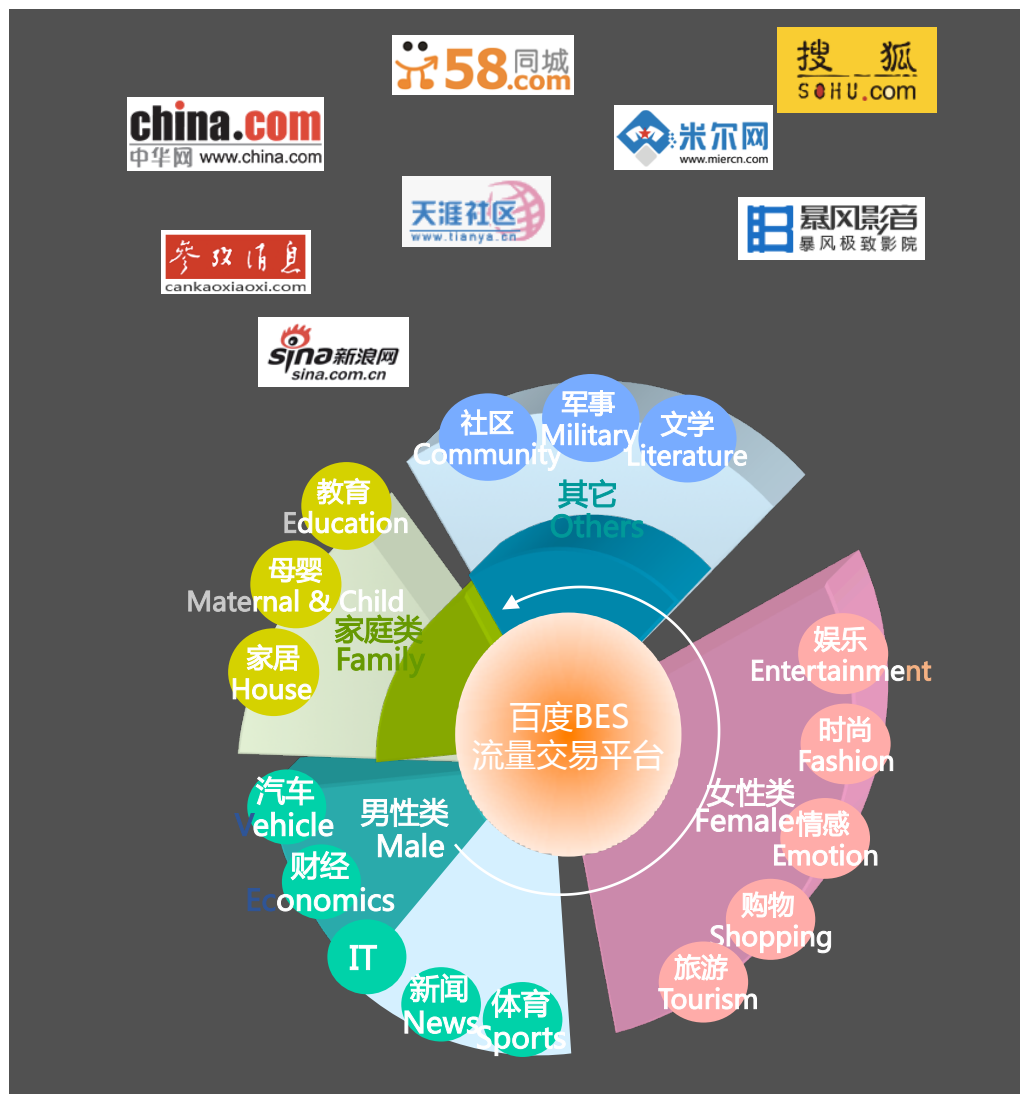 58同城
.com
搜 狐
SOHU.com
china.com
中华网 www.china.com
米尔网
www.miercn.com
天涯社区
www.tianya.cn
暴风影音
暴风极致影院
参考消息
cankaoxiaoxi.com
sina新浪网
sina.com.cn
社区
Community
军事
Military
文学
Literature
其它
Others
教育
Education
母婴
Maternal & Child
家居
House
家庭类
Family
百度BES
流量交易平台
娱乐
Entertainment
时尚
Fashion
女性类
Female
情感
Emotion
购物
Shopping
旅游
Tourism
男性类
Male
汽车
Vehicle
财经
Economics
IT
新闻
News
体育
Sports